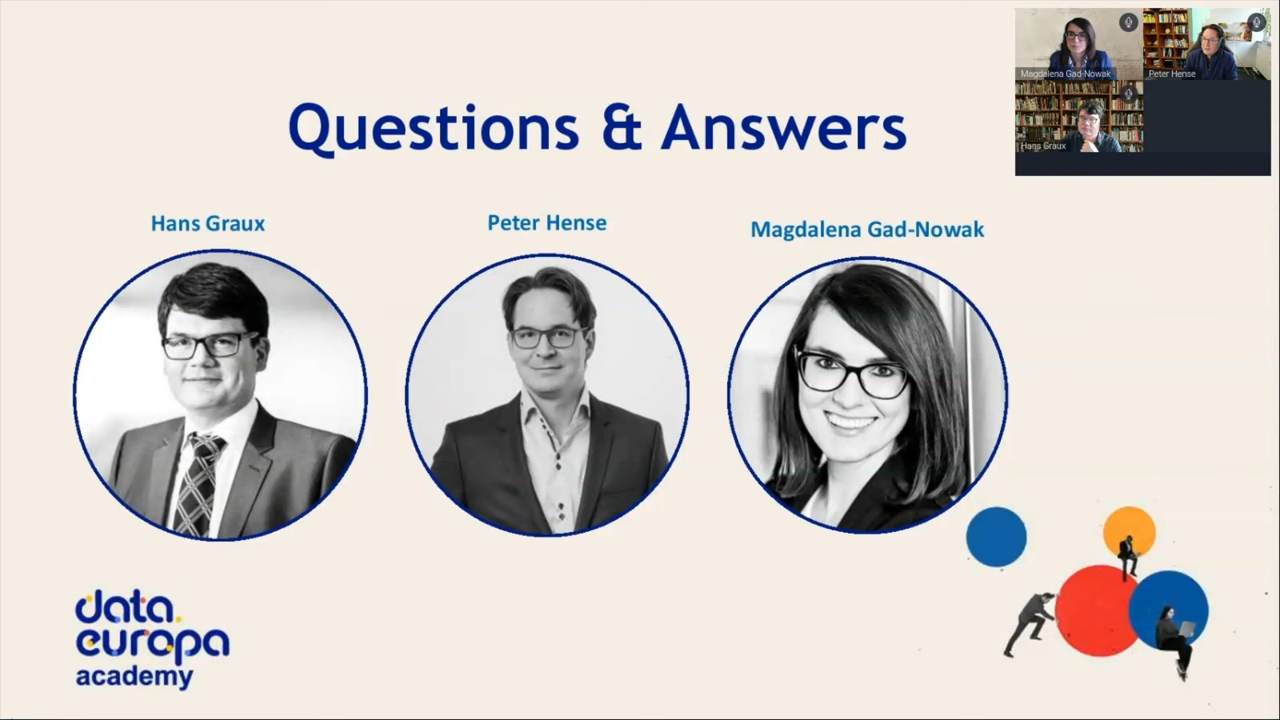 Questions & Answers
Magdalena Gad-Nowak
Peter Hense
Hans Graux
Hans Graux
Peter Hense
Magdalena Gad-Nowak
data.
europa
academy